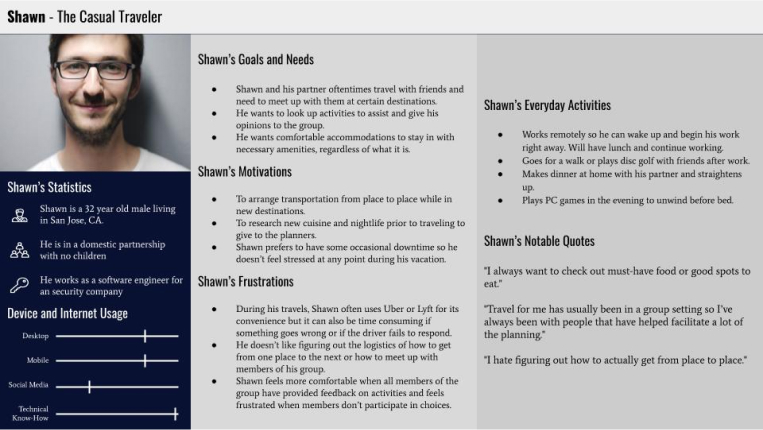 Shawn - The Casual Traveler
Shawn's Statistics
Shawn is a 32 year old male living
in San Jose, CA.
He is in a domestic partnership
with no children
He works as a software engineer for
an security company
Device and Internet Usage
Desktop
Mobile
Social Media
Technical
Know-How
Shawn's Goals and Needs
● Shawn and his partner oftentimes travel with friends and
need to meet up with them at certain destinations.
● He wants to look up activities to assist and give his
opinions to the group.
● He wants comfortable accommodations to stay in with
necessary amenities, regardless of what it is.
Shawn's Motivations
● To arrange transportation from place to place while in
new destinations.
● To research new cuisine and nightlife prior to traveling to
give to the planners.
● Shawn prefers to have some occasional downtime so he
doesn't feel stressed at any point during his vacation.
Shawn's Frustrations
● During his travels, Shawn often uses Uber or Lyft for its
convenience but it can also be time consuming if
something goes wrong or if the driver fails to respond.
● He doesn't like figuring out the logistics of how to get
from one place to the next or how to meet up with
members of his group.
● Shawn feels more comfortable when all members of the
group have provided feedback on activities and feels
frustrated when members don't participate in choices.
Shawn's Everyday Activities
● Works remotely so he can wake up and begin his work
right away. Will have lunch and continue working.
● Goes for a walk or plays disc golf with friends after work.
● Makes dinner at home with his partner and straightens
up.
● Plays PC games in the evening to unwind before bed.
Shawn's Notable Quotes
"I always want to check out must-have food or good spots to
eat."
"Travel for me has usually been in a group setting so I've
always been with people that have helped facilitate a lot of
the planning."
"I hate figuring out how to actually get from place to place."